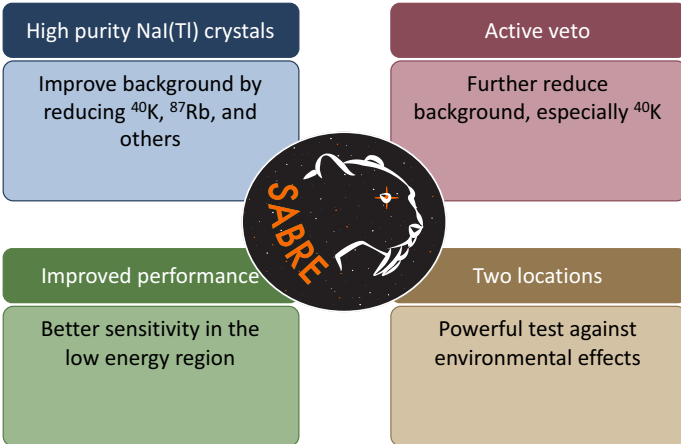 High purity NaI(Tl) crystals
Improve background by
reducing ⁴⁰K, ⁸⁷Rb, and
others
Active veto
Further reduce
background, especially ⁴⁰K
SABRE
Improved performance
Better sensitivity in the
low energy region
Two locations
Powerful test against
environmental effects